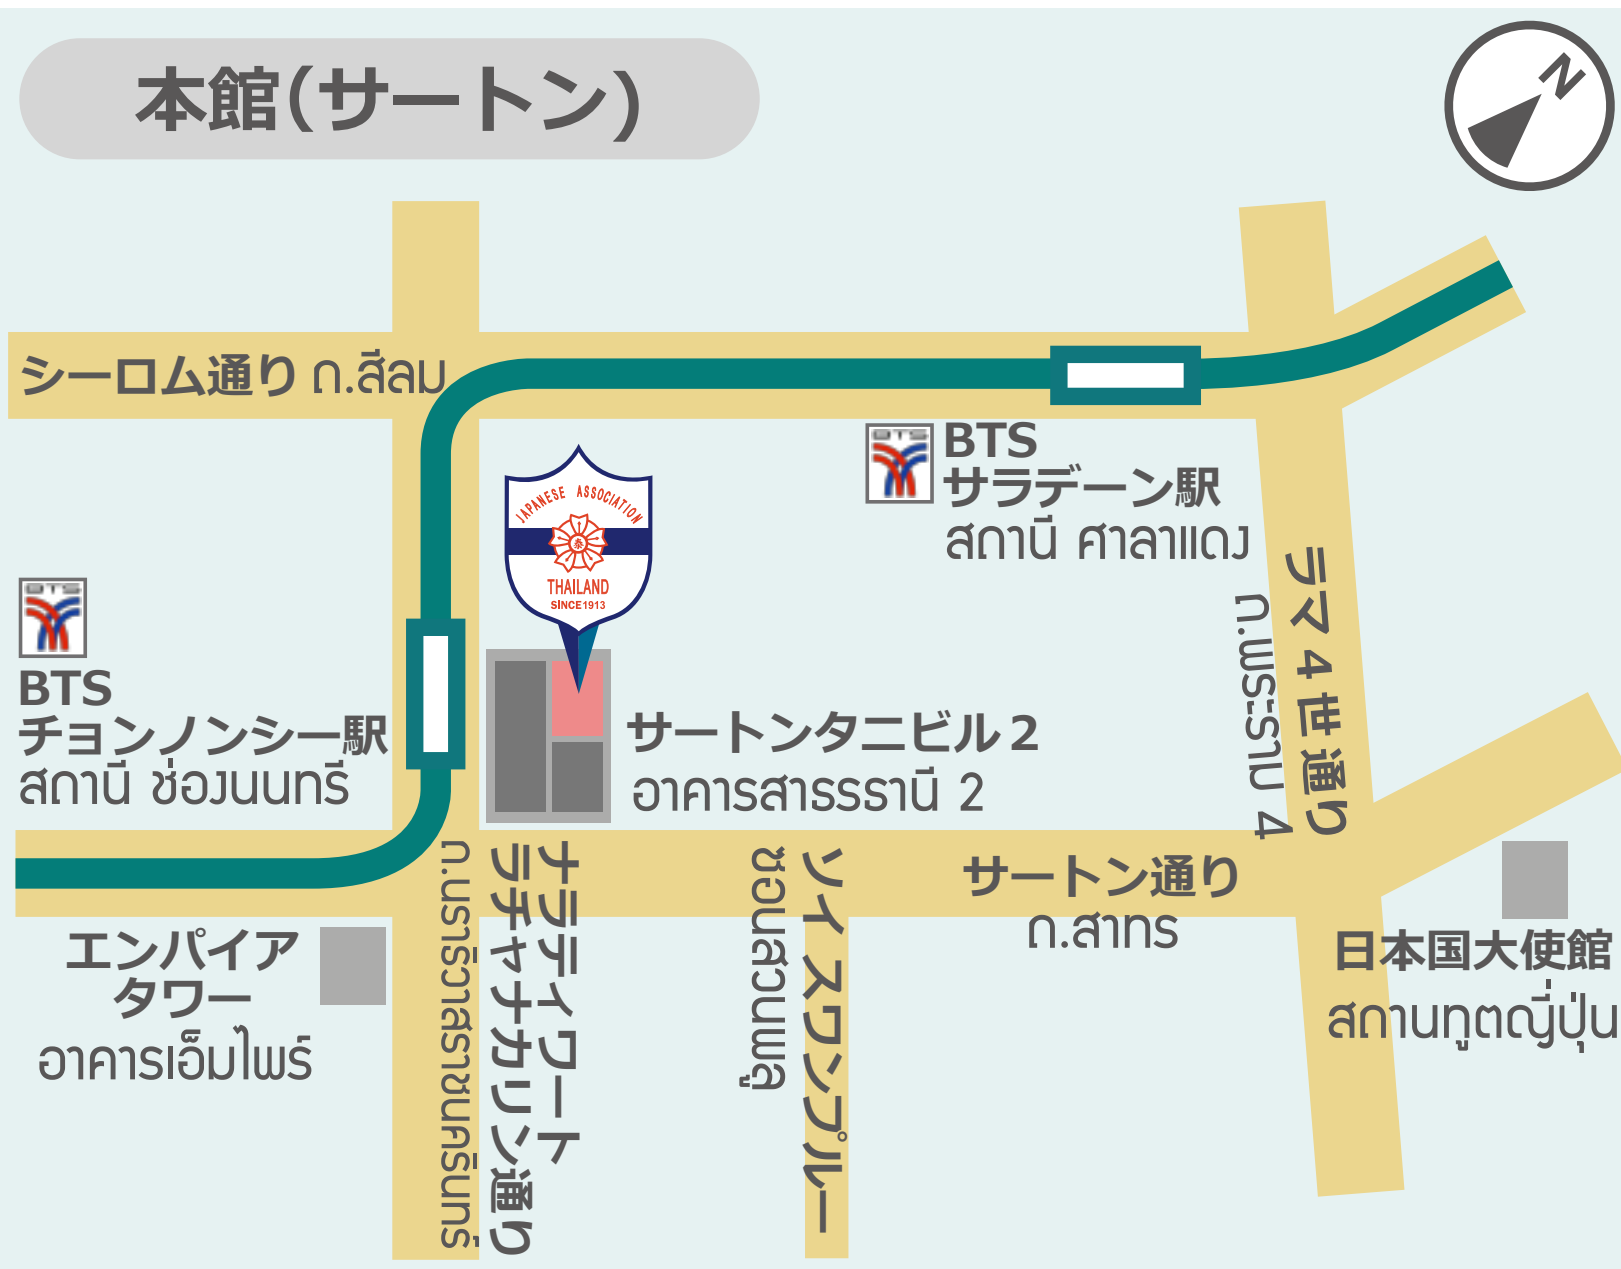 本館(サートン)
N
シーロム通り ถ.สีลม
JAPANESE ASSOCIATION
泰
THAILAND
SINCE1913
BTS
BTS
サラデーン駅
สถานี ศาลาแดง
BTS
BTS
チョンノンシー駅
สถานี ช่องนนทรี
サートンタニビル2
อาคารสาธรธานี 2
ラマ4世通り
ถ.พระราม 4
ナラティワート
ラチャナカリン通り
ถ.นราธิวาสราชนครินทร์
ソイ スワンプルー
ซอยสวนพลู
サートン通り
ถ.สาทร
エンパイア
タワー
อาคารเอ็มไพร์
日本国大使館
สถานทูตญี่ปุ่น